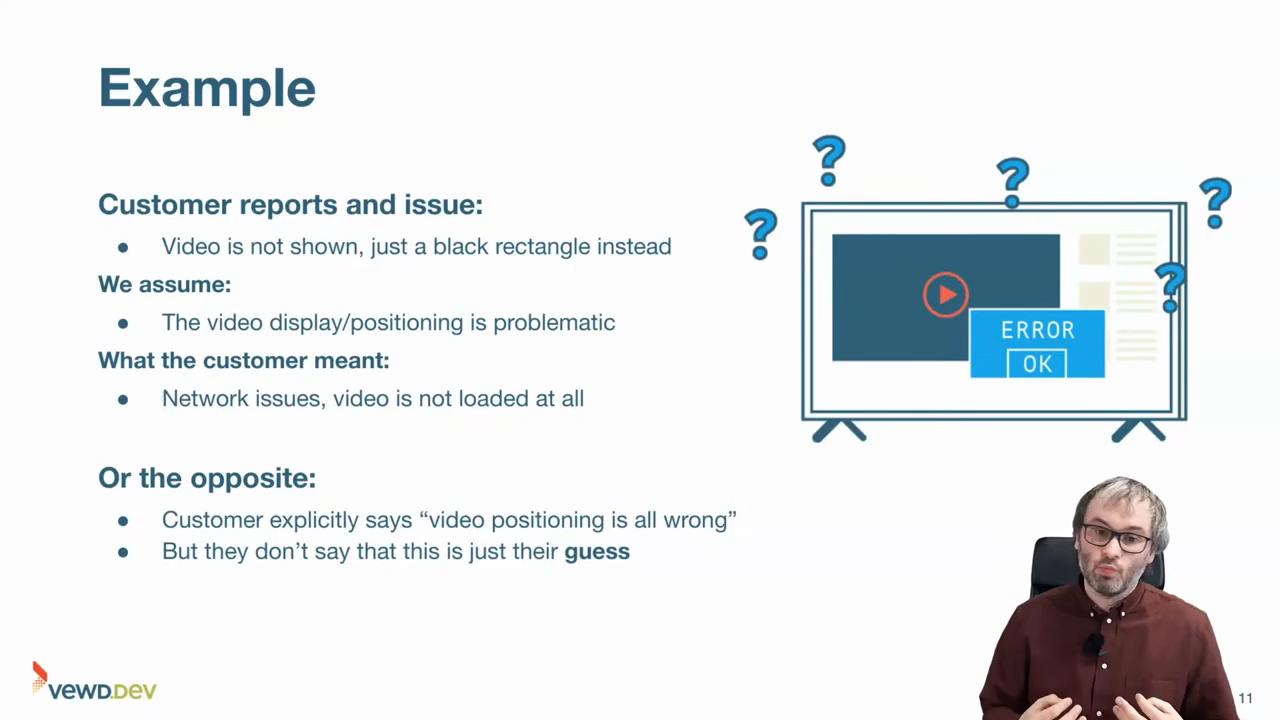 Example
Customer reports and issue:
● Video is not shown, just a black rectangle instead
We assume:
● The video display/positioning is problematic
What the customer meant:
● Network issues, video is not loaded at all
Or the opposite:
● Customer explicitly says “video positioning is all wrong”
● But they don’t say that this is just their guess
? ? ? ? ?
ERROR
OK
vewd.dev
11